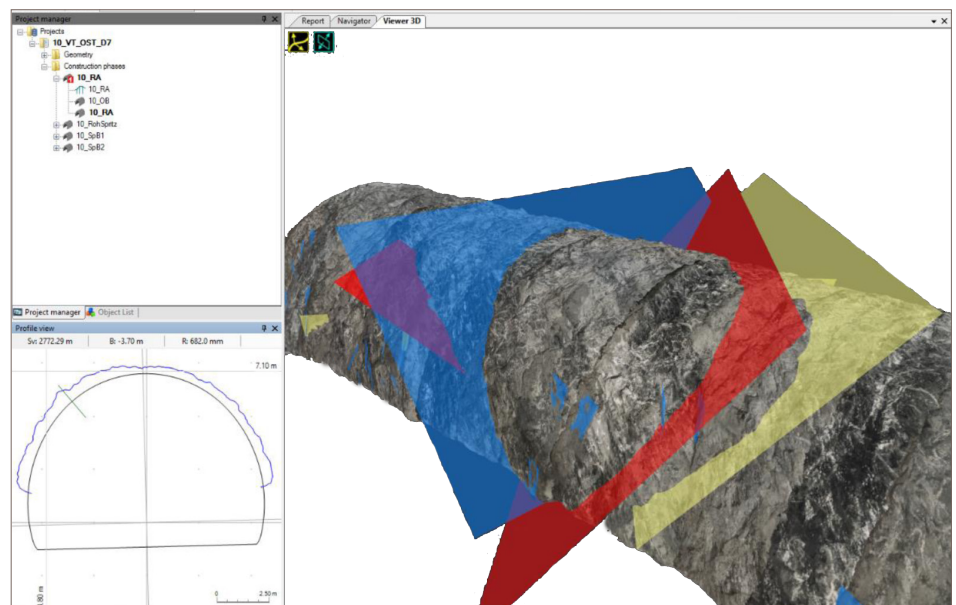 Project manager
Projects
10_VT_OST_D7
Geometry
Construction phases
10_RA
10_RA
10_OB
10_RA
10_RohSpritz
10_SpB1
10_SpB2
Project manager Object List
Profile view
Sv: 2772.29 m B: -3.70 m R: 682.0 mm
7.10 m
0 2.50 m
Report Navigator Viewer 3D